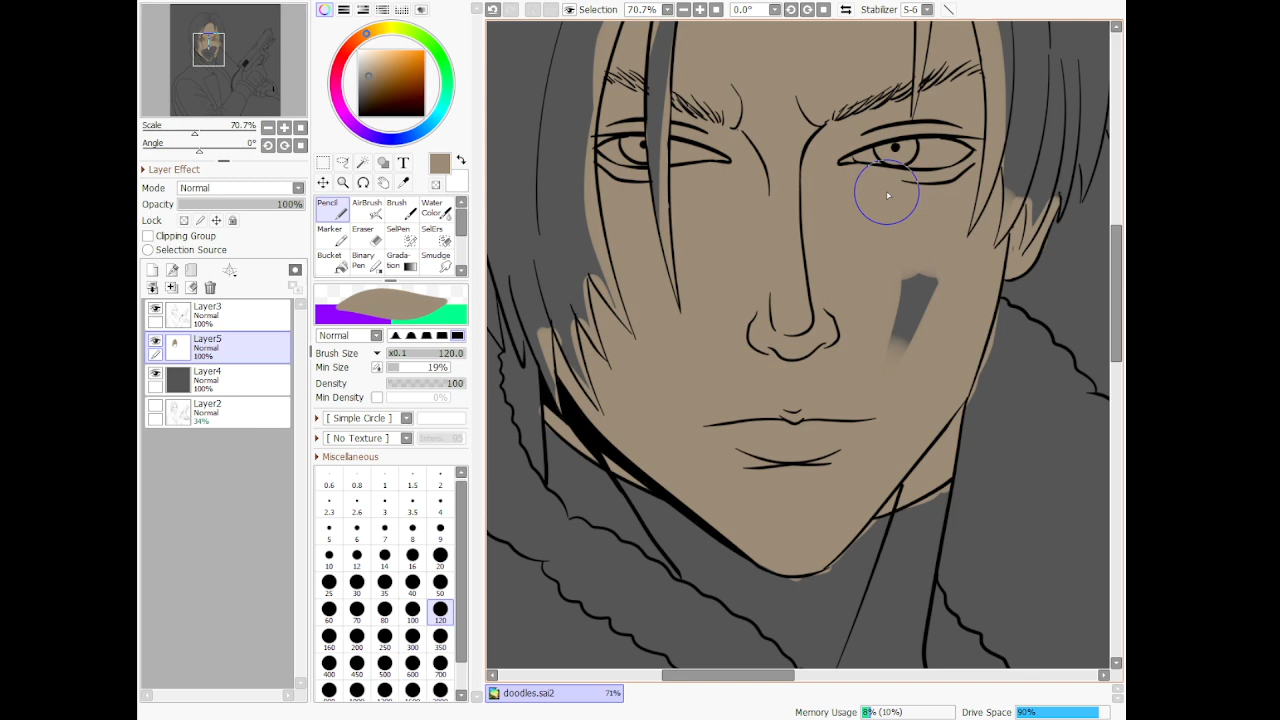 Selection 70.7% 0.0° Stabilizer S-6
Scale 70.7%
Angle 0°
Layer Effect
Mode Normal
Opacity 100%
Lock
Clipping Group
Selection Source
Layer3
Normal
100%
Layer5
Normal
100%
Layer4
Normal
100%
Layer2
Normal
34%
T
Pencil AirBrush Brush Water Color
Marker Eraser SelPen SelErs
Bucket Binary Pen Grada-tion Smudge
Normal
Brush Size x0.1 120.0
Min Size 19%
Density 100
Min Density 0%
[ Simple Circle ]
[ No Texture ] 95
Miscellaneous
0.6 0.8 1 1.5 2
2.3 2.6 3 3.5 4
5 6 7 8 9
10 12 14 16 20
25 30 35 40 50
60 70 80 100 120
160 200 250 300 350
400 450 500 600 700
doodles.sai2 71%
Memory Usage 8% (10%) Drive Space 90%